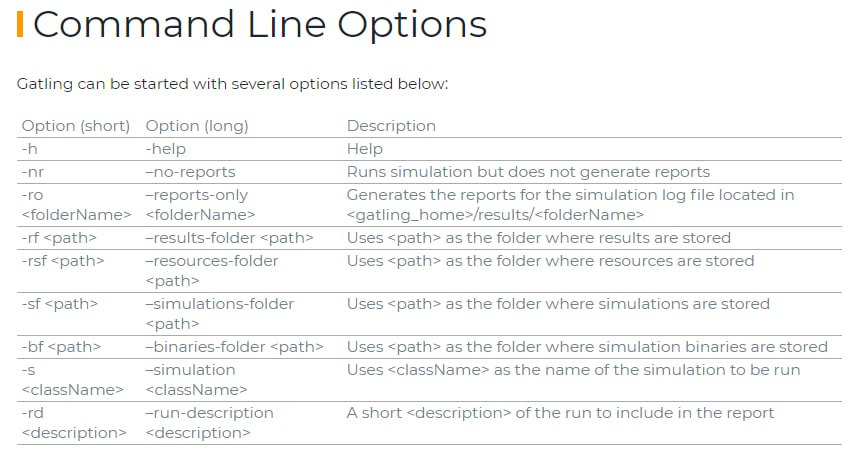 Command Line Options
Gatling can be started with several options listed below:
Option (short) Option (long) Description
-h -help Help
-nr –no-reports Runs simulation but does not generate reports
-ro –reports-only Generates the reports for the simulation log file located in
<folderName> <folderName> <gatling_home>/results/<folderName>
-rf <path> –results-folder <path> Uses <path> as the folder where results are stored
-rsf <path> –resources-folder Uses <path> as the folder where resources are stored
<path>
-sf <path> –simulations-folder Uses <path> as the folder where simulations are stored
<path>
-bf <path> –binaries-folder <path> Uses <path> as the folder where simulation binaries are stored
-s –simulation Uses <className> as the name of the simulation to be run
<className> <className>
-rd –run-description A short <description> of the run to include in the report
<description> <description>